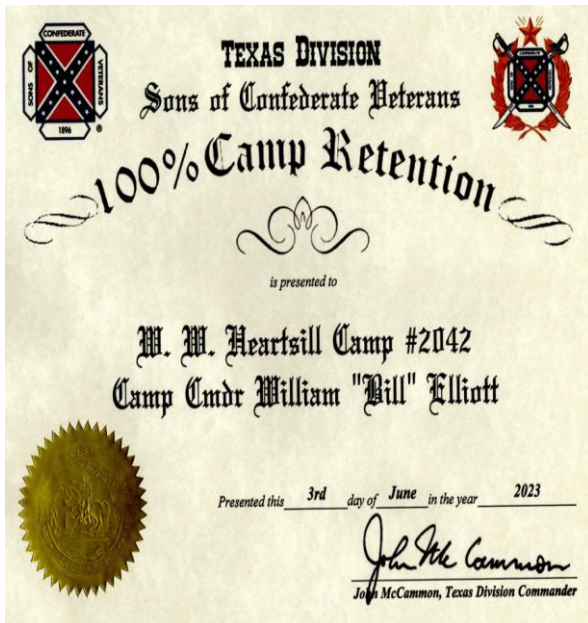 CONFEDERATE
SONS OF
VETERANS
1896
®
TEXAS DIVISION
Sons of Confederate Veterans
100% Camp Retention
is presented to
W. W. Heartsill Camp #2042
Camp Cmdr William "Bill" Elliott
Presented this 3rd day of June in the year 2023
John McCammon
John McCammon, Texas Division Commander